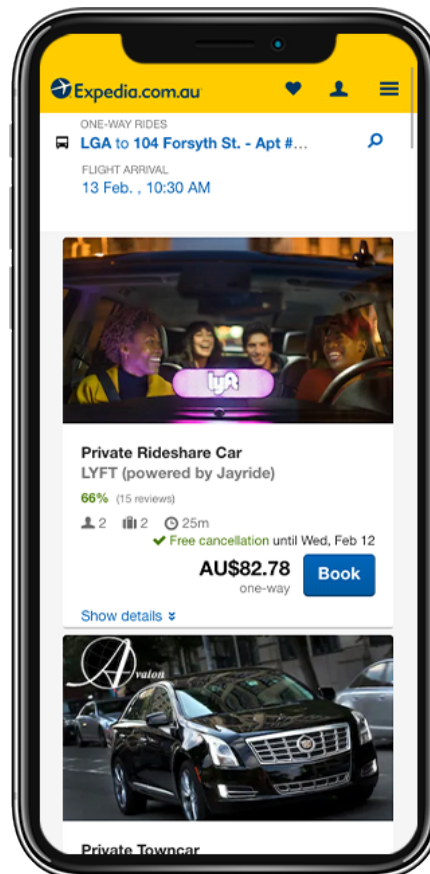 Expedia.com.au
ONE-WAY RIDES
LGA to 104 Forsyth St. - Apt #...
FLIGHT ARRIVAL
13 Feb. , 10:30 AM
lyft
Private Rideshare Car
LYFT (powered by Jayride)
66% (15 reviews)
2 2 25m
Free cancellation until Wed, Feb 12
AU$82.78
Book
one-way
Show details
Avalon
Private Towncar